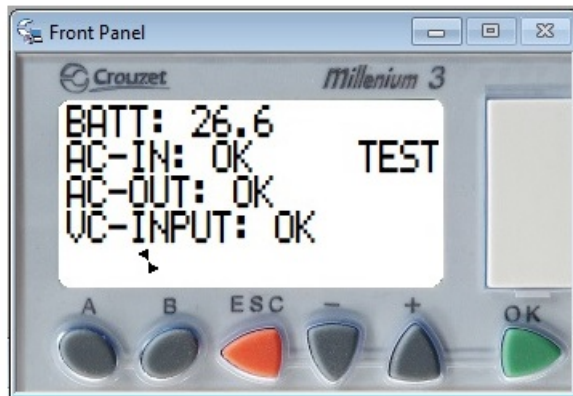 Front Panel
Crouzet
Millenium 3
BATT: 26.6
AC-IN: OK TEST
AC-OUT: OK
VC-INPUT: OK
A B ESC - + OK